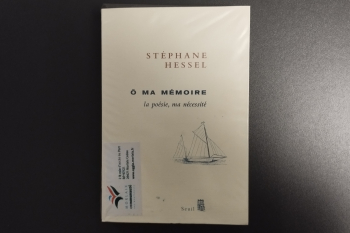 STÉPHANE
HESSEL
Ô MA MÉMOIRE
la poésie, ma nécessité
Seuil